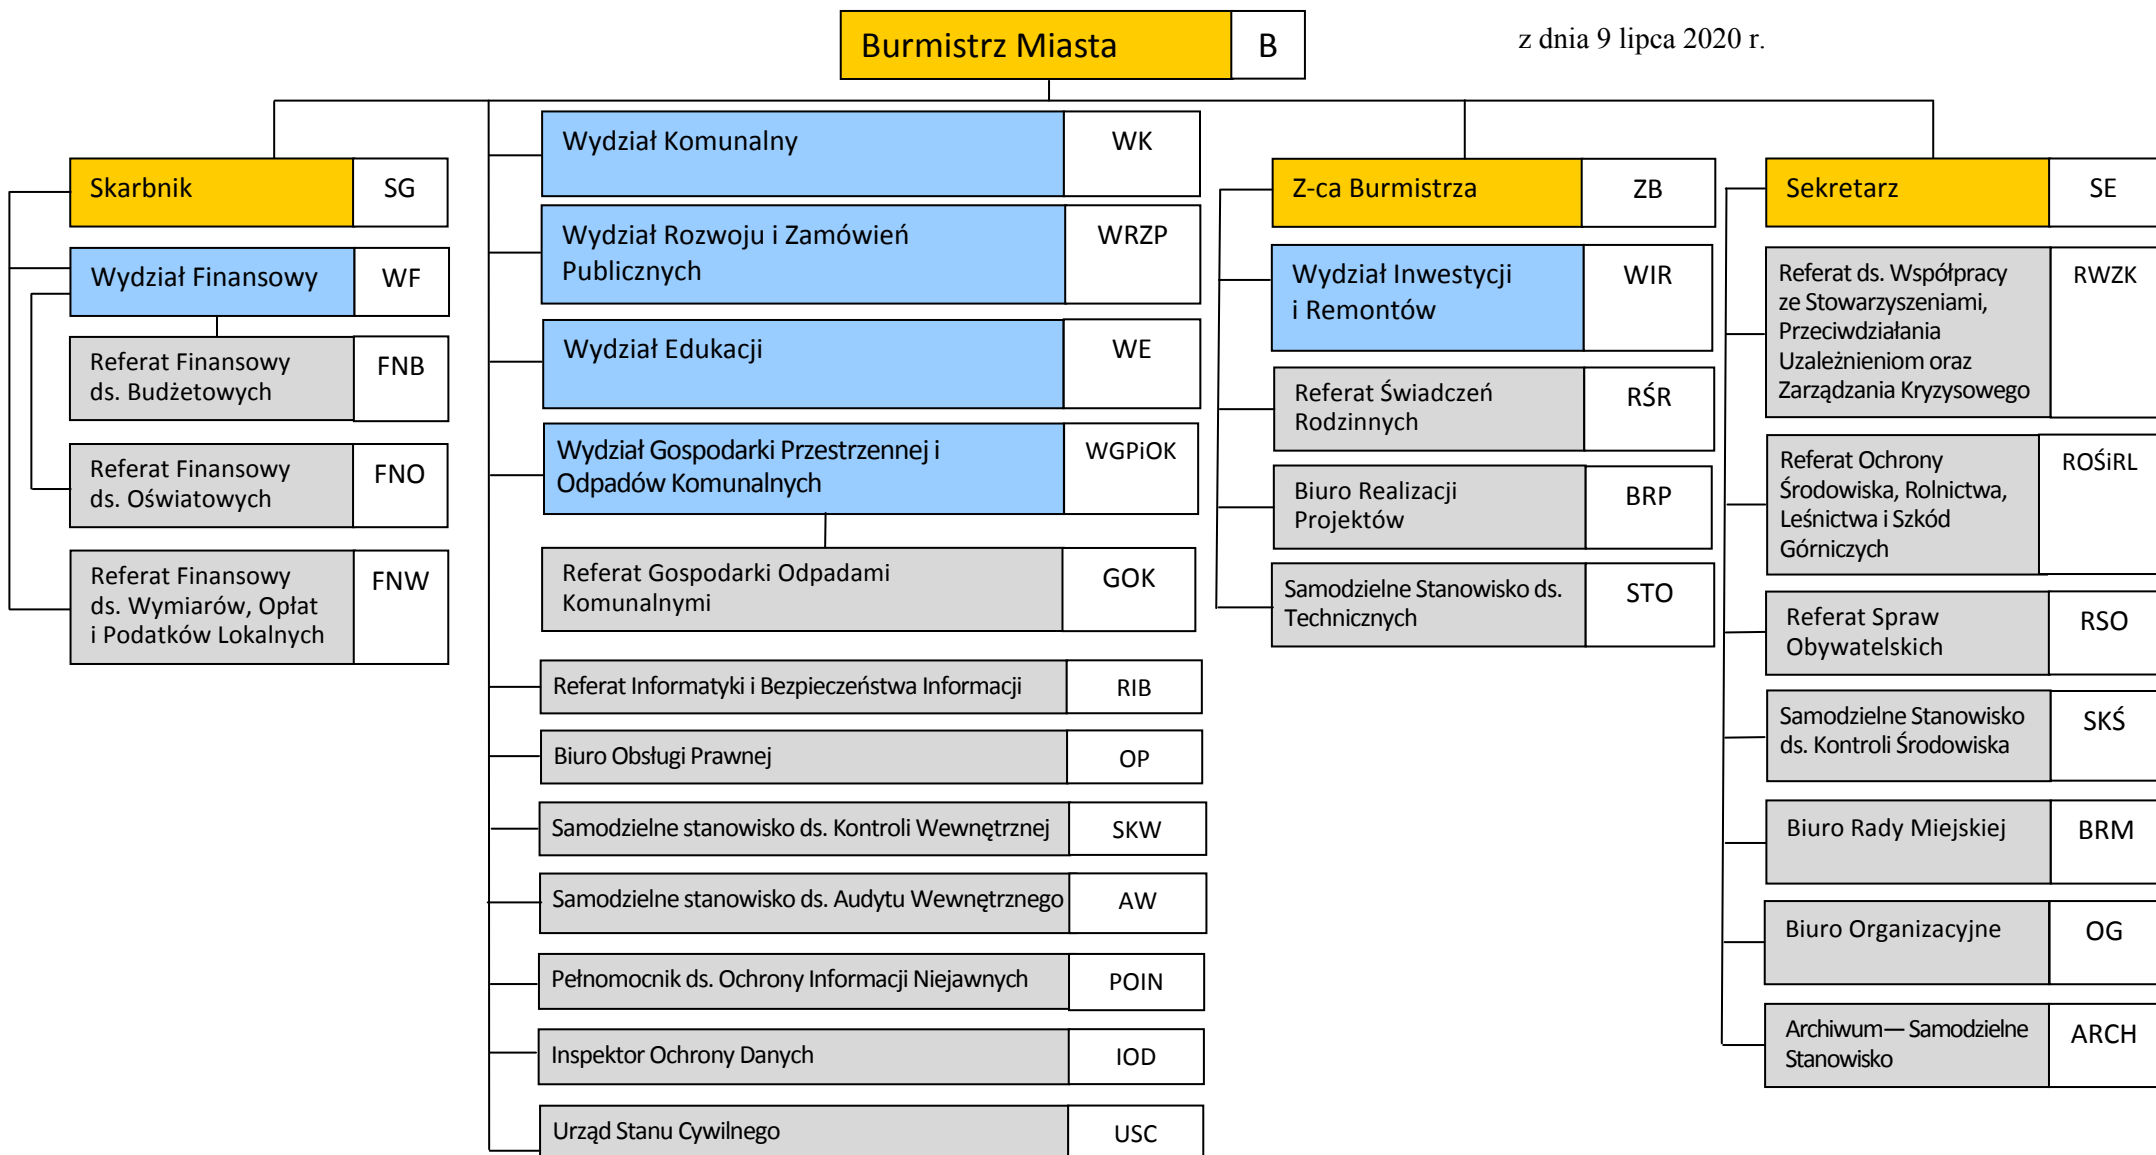 Burmistrz Miasta B
z dnia 9 lipca 2020 r.
Skarbnik SG
Wydział Finansowy WF
Referat Finansowy FNB
ds. Budżetowych
Referat Finansowy FNO
ds. Oświatowych
Referat Finansowy FNW
ds. Wymiarów, Opłat
i Podatków Lokalnych
Wydział Komunalny WK
Wydział Rozwoju i Zamówień WRZP
Publicznych
Wydział Edukacji WE
Wydział Gospodarki Przestrzennej i WGPiOK
Odpadów Komunalnych
Referat Gospodarki Odpadami GOK
Komunalnymi
Referat Informatyki i Bezpieczeństwa Informacji RIB
Biuro Obsługi Prawnej OP
Samodzielne stanowisko ds. Kontroli Wewnętrznej SKW
Samodzielne stanowisko ds. Audytu Wewnętrznego AW
Pełnomocnik ds. Ochrony Informacji Niejawnych POIN
Inspektor Ochrony Danych IOD
Urząd Stanu Cywilnego USC
Z-ca Burmistrza ZB
Wydział Inwestycji WIR
i Remontów
Referat Świadczeń RŚR
Rodzinnych
Biuro Realizacji BRP
Projektów
Samodzielne Stanowisko ds. STO
Technicznych
Sekretarz SE
Referat ds. Współpracy RWZK
ze Stowarzyszeniami,
Przeciwdziałania
Uzależnieniom oraz
Zarządzania Kryzysowego
Referat Ochrony ROŚiRL
Środowiska, Rolnictwa,
Leśnictwa i Szkód
Górniczych
Referat Spraw RSO
Obywatelskich
Samodzielne Stanowisko SKŚ
ds. Kontroli Środowiska
Biuro Rady Miejskiej BRM
Biuro Organizacyjne OG
Archiwum— Samodzielne ARCH
Stanowisko